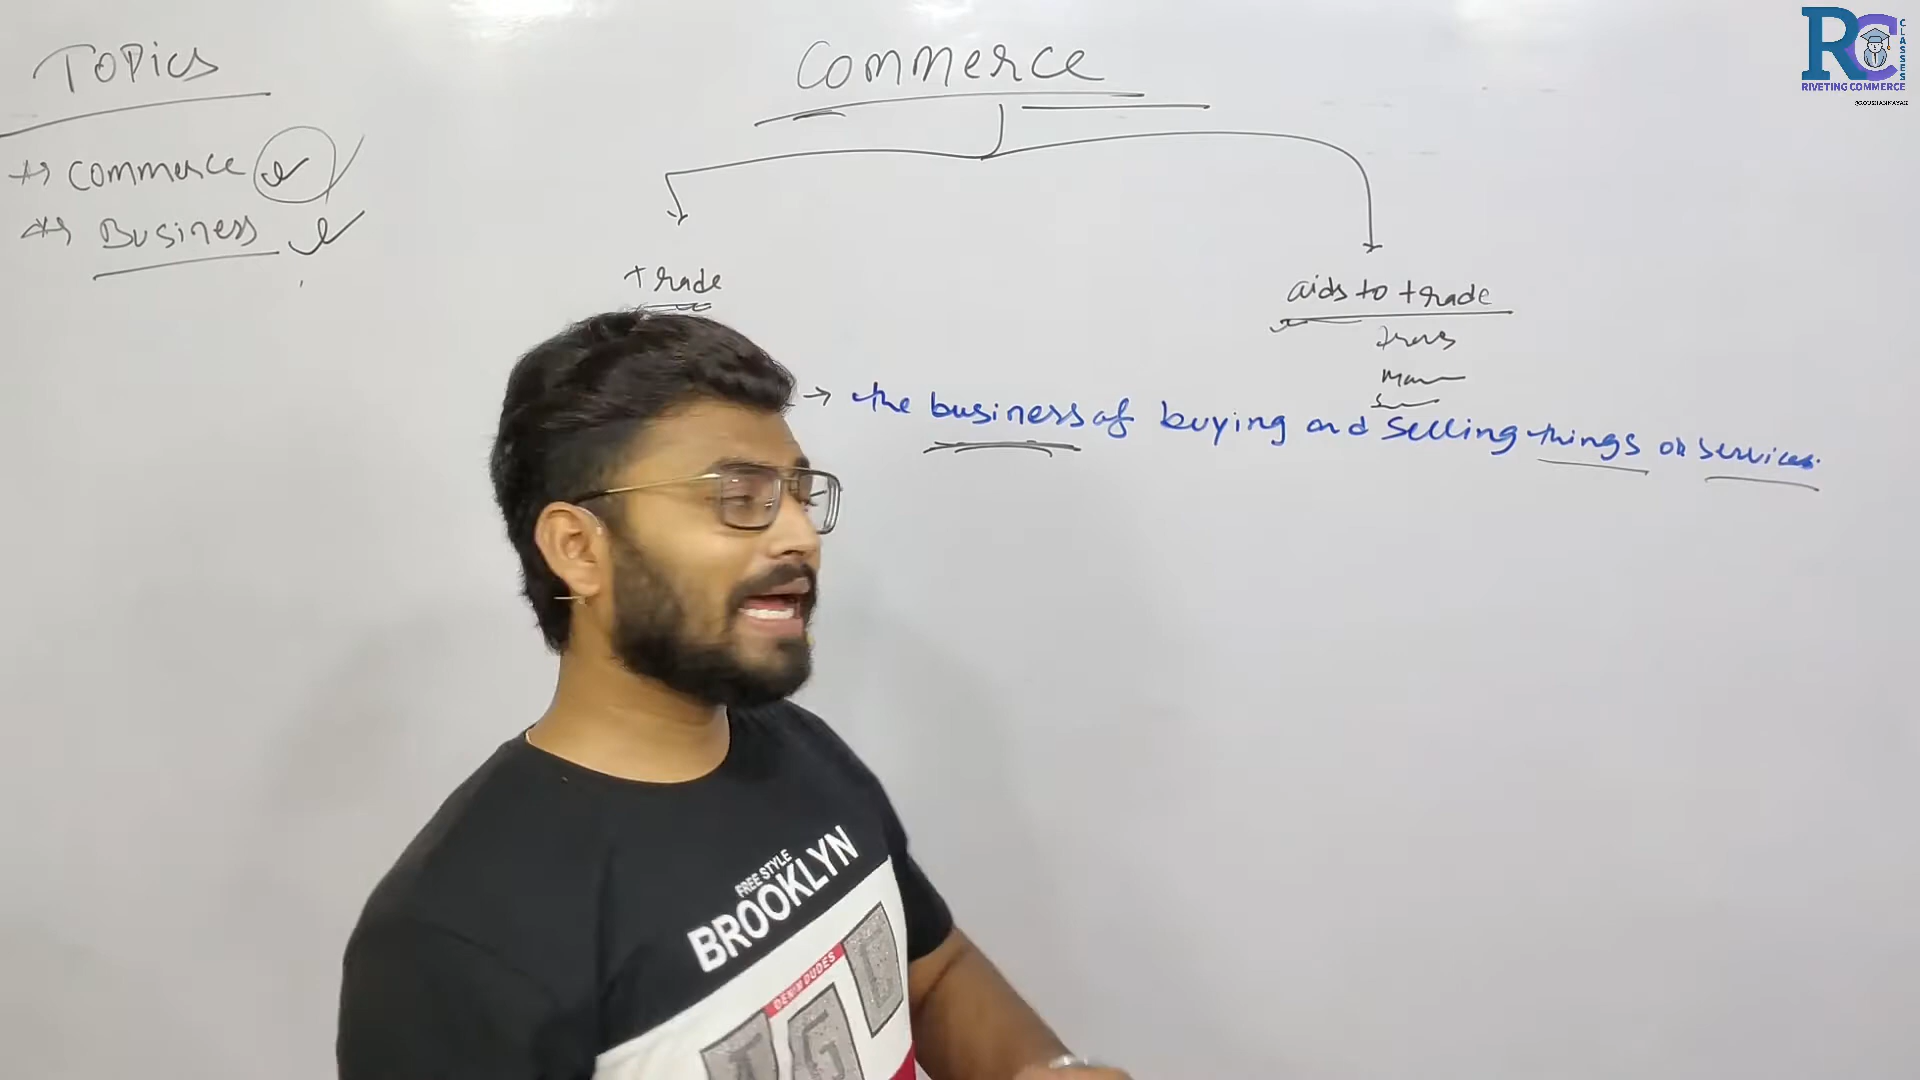 Topics
Commerce
Business
Commerce
trade
aids to trade
trans
→ the business of buying and selling things or services.
RC CLASSES
RIVETING COMMERCE
FREE STYLE
BROOKLYN
DENIM DUDES